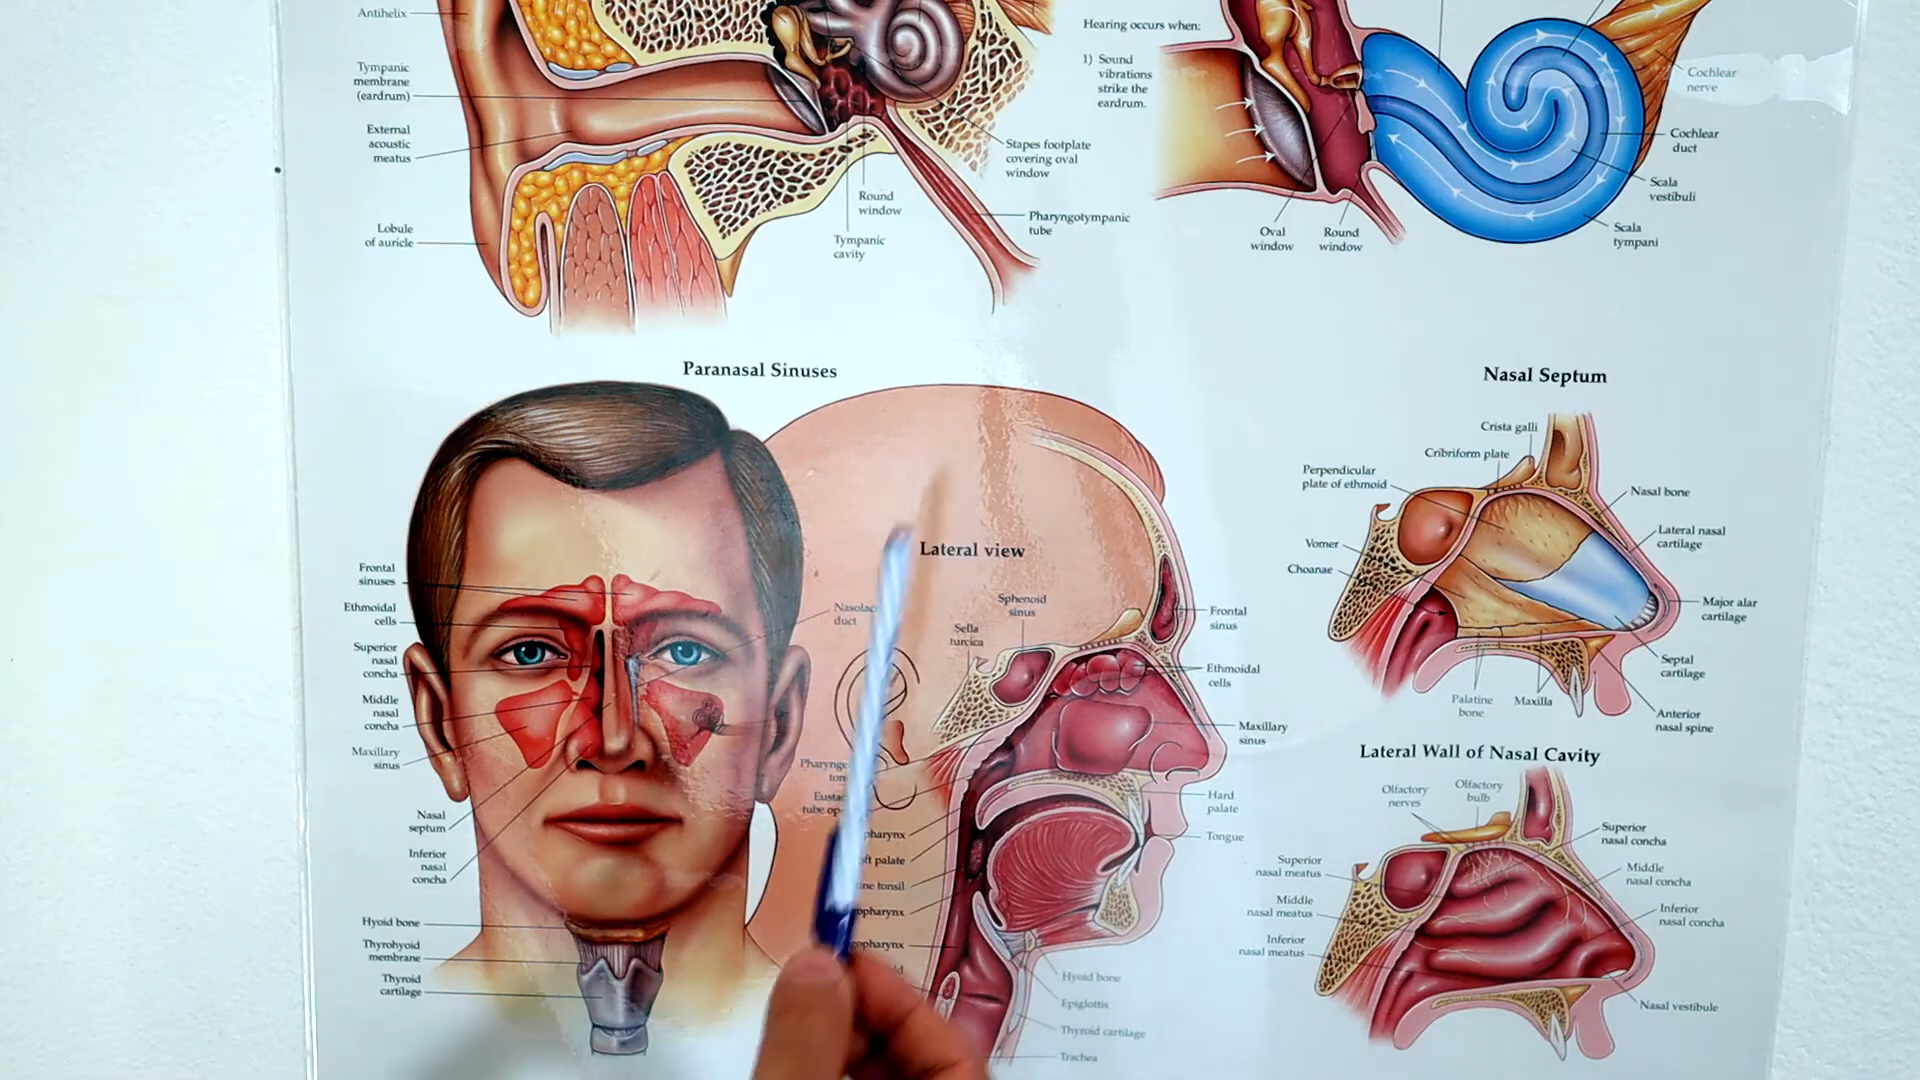 Antihelix
Tympanic
membrane
(eardrum)
External
acoustic
meatus
Lobule
of auricle
Round
window
Tympanic
cavity
Stapes footplate
covering oval
window
Pharyngotympanic
tube
Hearing occurs when:
1) Sound
vibrations
strike the
eardrum.
Oval
window
Round
window
Cochlear
nerve
Cochlear
duct
Scala
vestibuli
Scala
tympani
Paranasal Sinuses
Frontal
sinuses
Ethmoidal
cells
Superior
nasal
concha
Middle
nasal
concha
Maxillary
sinus
Nasal
septum
Inferior
nasal
concha
Hyoid bone
Thyrohyoid
membrane
Thyroid
cartilage
Lateral view
duct
Sphenoid
sinus
Sella
turcica
Frontal
sinus
Ethmoidal
cells
Maxillary
sinus
Hard
palate
Tongue
palate
tonsil
Hyoid bone
Epiglottis
Thyroid cartilage
Trachea
Nasal Septum
Crista galli
Cribriform plate
Perpendicular
plate of ethmoid
Vomer
Choanae
Nasal bone
Lateral nasal
cartilage
Major alar
cartilage
Septal
cartilage
Anterior
nasal spine
Palatine
bone
Maxilla
Lateral Wall of Nasal Cavity
Olfactory
nerves
Olfactory
bulb
Superior
nasal concha
Middle
nasal concha
Inferior
nasal concha
Superior
nasal meatus
Middle
nasal meatus
Inferior
nasal meatus
Nasal vestibule